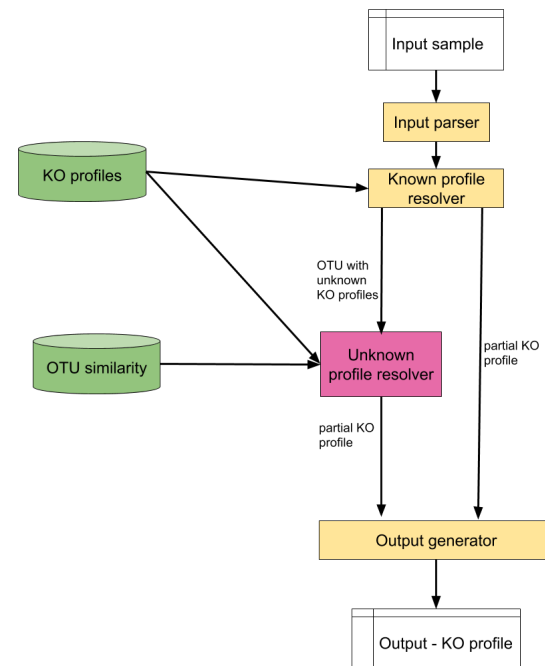 Input sample
Input parser
KO profiles
Known profile
resolver
OTU with
unknown
KO profiles
Unknown
profile resolver
partial KO
profile
OTU similarity
partial KO
profile
Output generator
Output - KO profile